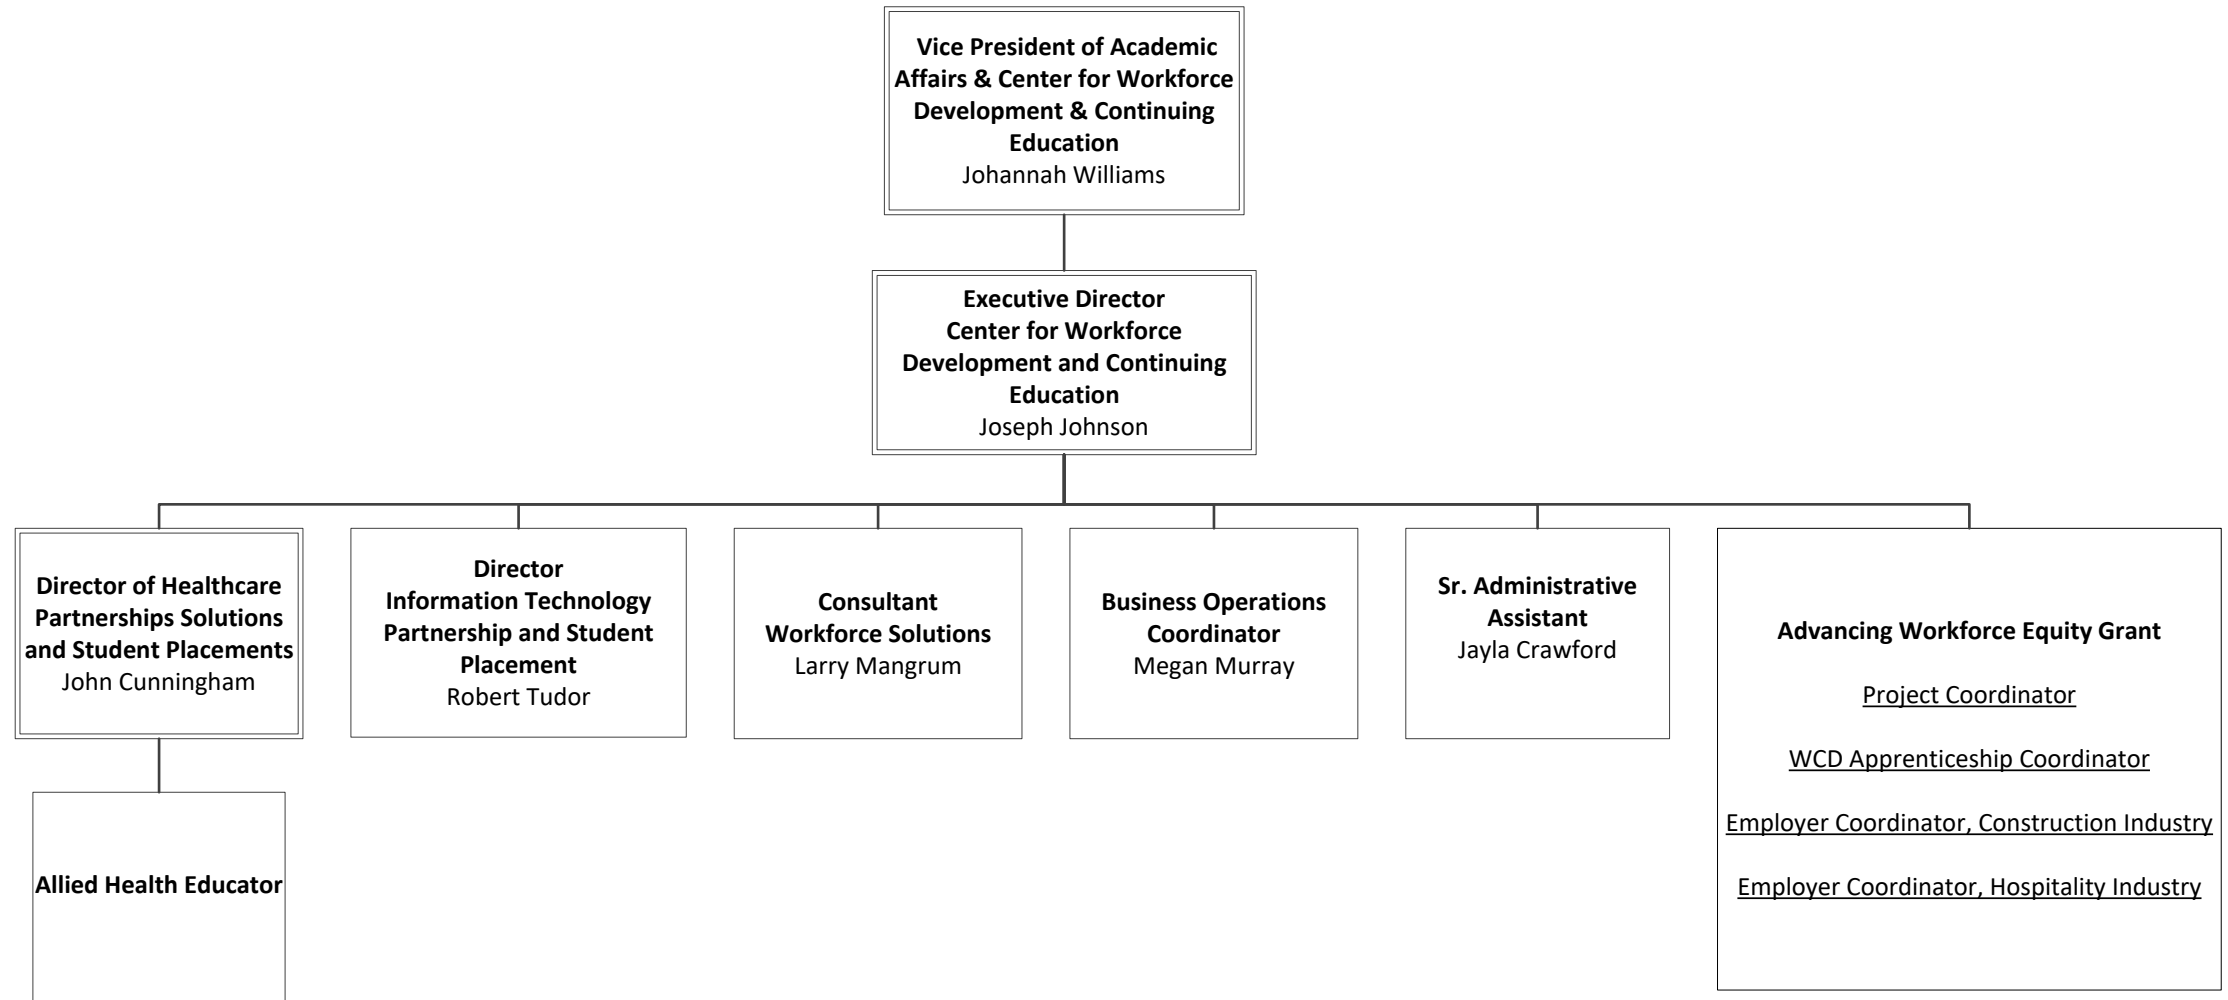 Vice President of Academic
Affairs & Center for Workforce
Development & Continuing
Education
Johannah Williams
Executive Director
Center for Workforce
Development and Continuing
Education
Joseph Johnson
Director of Healthcare
Partnerships Solutions
and Student Placements
John Cunningham
Director
Information Technology
Partnership and Student
Placement
Robert Tudor
Consultant
Workforce Solutions
Larry Mangrum
Business Operations
Coordinator
Megan Murray
Sr. Administrative
Assistant
Jayla Crawford
Advancing Workforce Equity Grant
Project Coordinator
WCD Apprenticeship Coordinator
Employer Coordinator, Construction Industry
Employer Coordinator, Hospitality Industry
Allied Health Educator